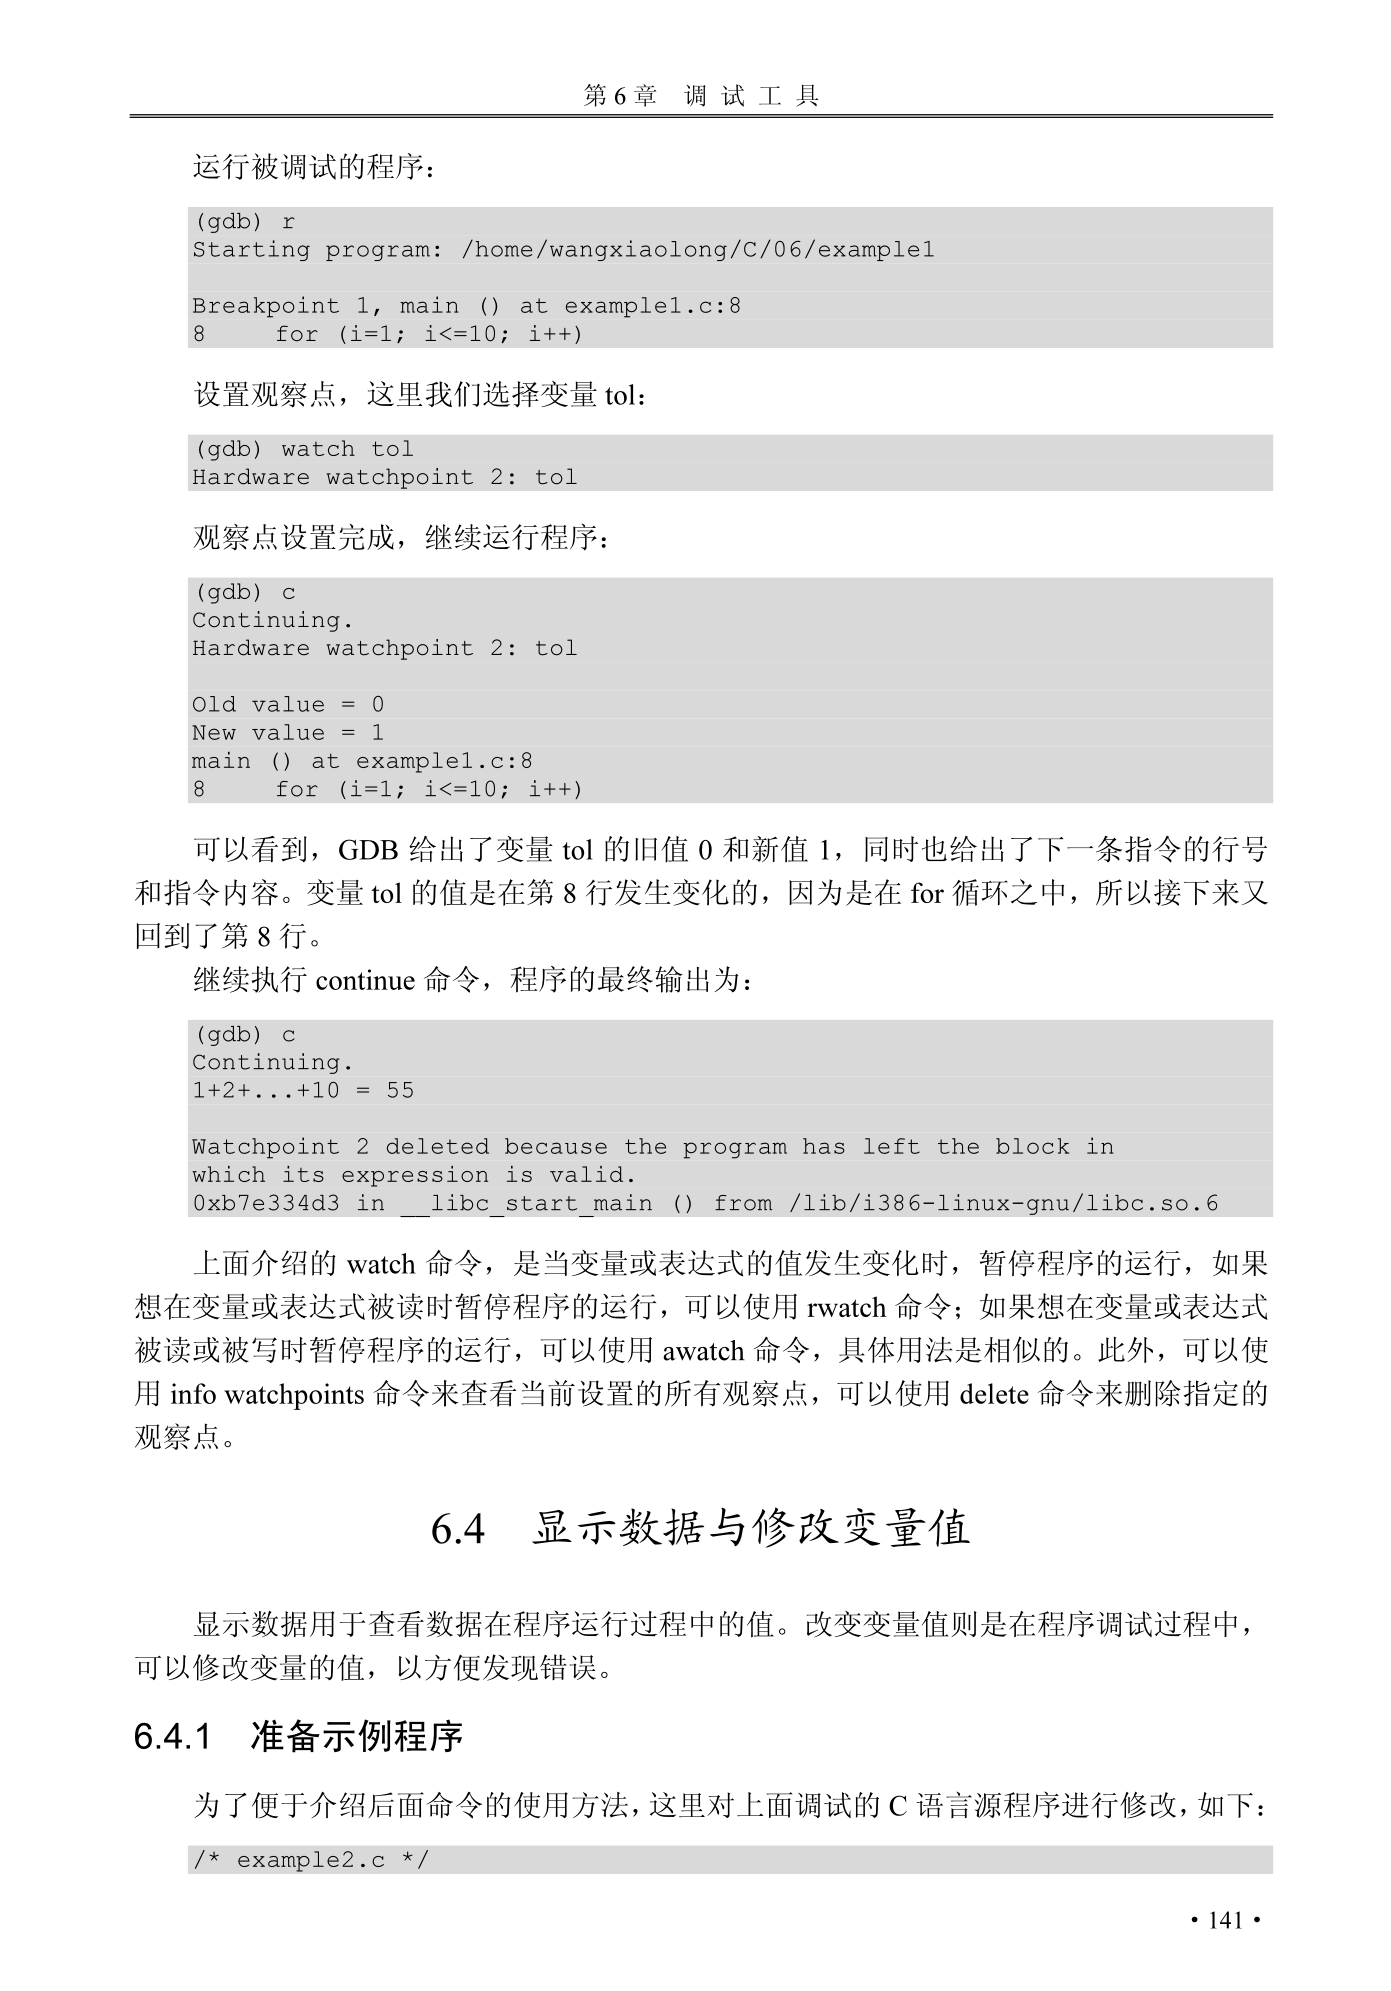 第 6 章 调 试 工 具
运行被调试的程序：
(gdb) r
Starting program: /home/wangxiaolong/C/06/example1
Breakpoint 1, main () at example1.c:8
8 for (i=1; i<=10; i++)
设置观察点，这里我们选择变量 tol：
(gdb) watch tol
Hardware watchpoint 2: tol
观察点设置完成，继续运行程序：
(gdb) c
Continuing.
Hardware watchpoint 2: tol
Old value = 0
New value = 1
main () at example1.c:8
8 for (i=1; i<=10; i++)
可以看到，GDB 给出了变量 tol 的旧值 0 和新值 1，同时也给出了下一条指令的行号
和指令内容。变量 tol 的值是在第 8 行发生变化的，因为是在 for 循环之中，所以接下来又
回到了第 8 行。
继续执行 continue 命令，程序的最终输出为：
(gdb) c
Continuing.
1+2+...+10 = 55
Watchpoint 2 deleted because the program has left the block in
which its expression is valid.
0xb7e334d3 in __libc_start_main () from /lib/i386-linux-gnu/libc.so.6
上面介绍的 watch 命令，是当变量或表达式的值发生变化时，暂停程序的运行，如果
想在变量或表达式被读时暂停程序的运行，可以使用 rwatch 命令；如果想在变量或表达式
被读或被写时暂停程序的运行，可以使用 awatch 命令，具体用法是相似的。此外，可以使
用 info watchpoints 命令来查看当前设置的所有观察点，可以使用 delete 命令来删除指定的
观察点。
6.4 显示数据与修改变量值
显示数据用于查看数据在程序运行过程中的值。改变变量值则是在程序调试过程中，
可以修改变量的值，以方便发现错误。
6.4.1 准备示例程序
为了便于介绍后面命令的使用方法，这里对上面调试的 C 语言源程序进行修改，如下：
/* example2.c */
• 141 •